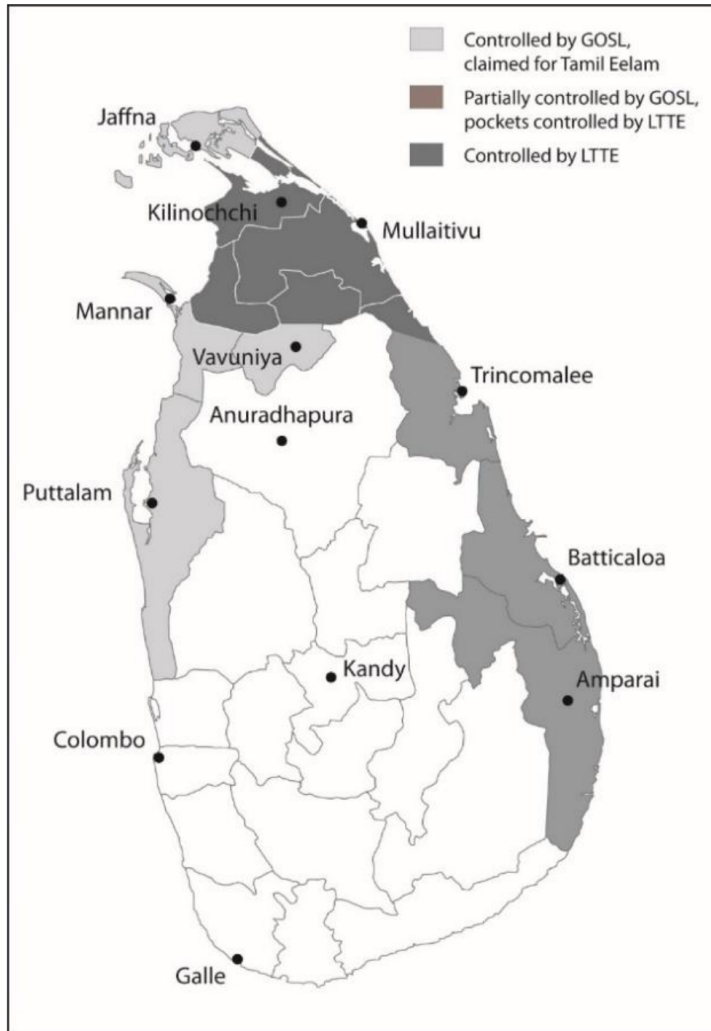 Controlled by GOSL,
claimed for Tamil Eelam
Partially controlled by GOSL,
pockets controlled by LTTE
Controlled by LTTE
Jaffna
Kilinochchi
Mullaitivu
Mannar
Vavuniya
Trincomalee
Anuradhapura
Puttalam
Batticaloa
Kandy
Amparai
Colombo
Galle